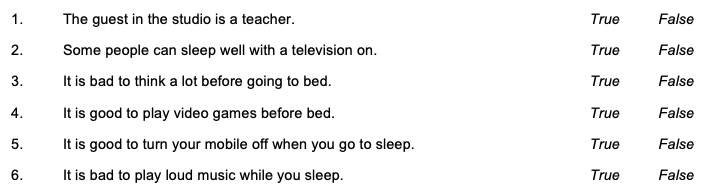 1. The guest in the studio is a teacher. True False
2. Some people can sleep well with a television on. True False
3. It is bad to think a lot before going to bed. True False
4. It is good to play video games before bed. True False
5. It is good to turn your mobile off when you go to sleep. True False
6. It is bad to play loud music while you sleep. True False